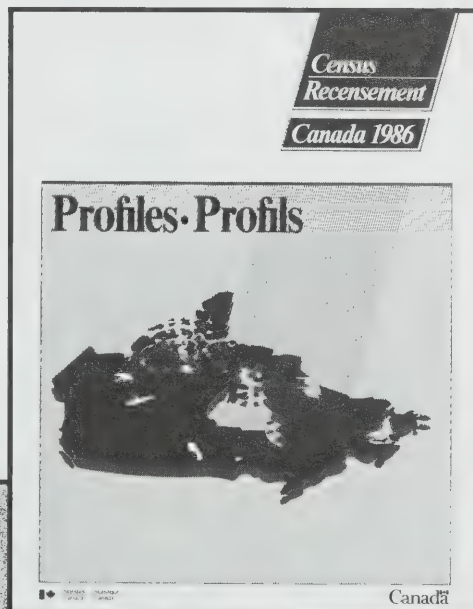 Census
Recensement
Canada 1986
Profiles • Profils
Canada